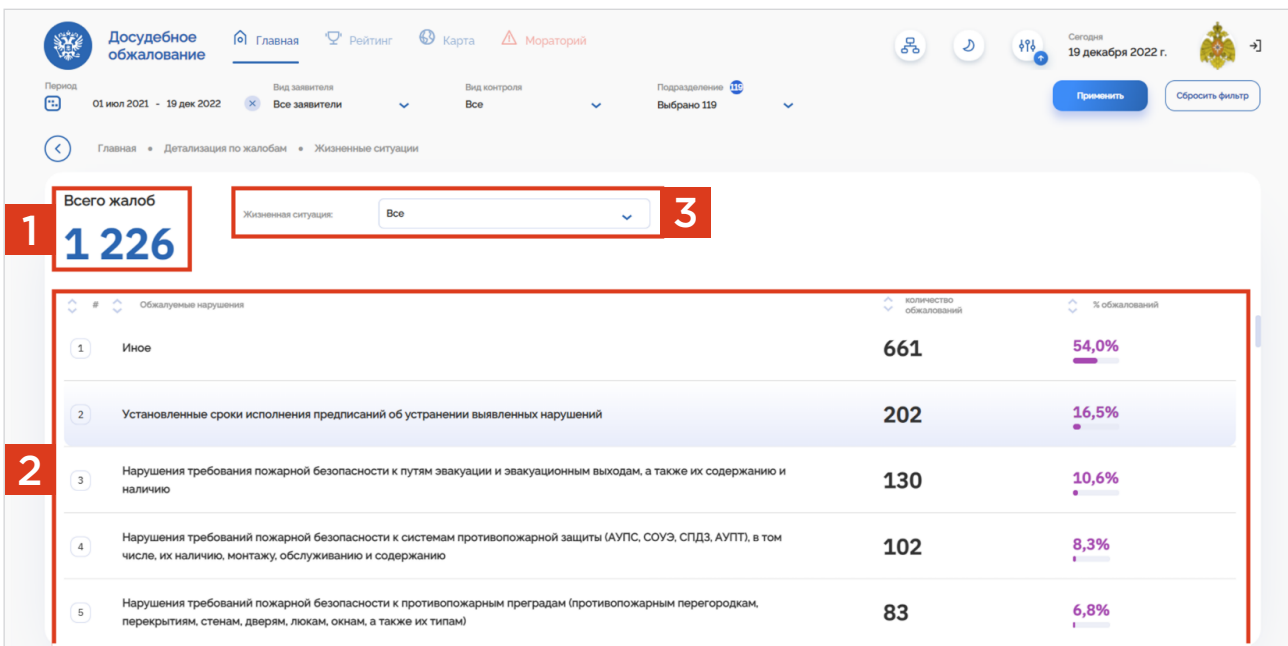 Досудебное
обжалование
Главная
Рейтинг
Карта
Мораторий
Сегодня
19 декабря 2022 г.
Период
01 июл 2021 - 19 дек 2022
Вид заявителя
Все заявители
Вид контроля
Все
Подразделение 119
Выбрано 119
Применить
Сбросить фильтр
Главная • Детализация по жалобам • Жизненные ситуации
1
Всего жалоб
1 226
Жизненная ситуация:
Все
3
2
# Обжалуемые нарушения
количество
обжалований
% обжалований
1 Иное 661 54,0%
2 Установленные сроки исполнения предписаний об устранении выявленных нарушений 202 16,5%
3 Нарушения требования пожарной безопасности к путям эвакуации и эвакуационным выходам, а также их содержанию и
наличию
130 10,6%
4 Нарушения требований пожарной безопасности к системам противопожарной защиты (АУПС, СОУЭ, СПДЗ, АУПТ), в том
числе, их наличию, монтажу, обслуживанию и содержанию
102 8,3%
5 Нарушения требований пожарной безопасности к противопожарным преградам (противопожарным перегородкам,
перекрытиям, стенам, дверям, люкам, окнам, а также их типам)
83 6,8%